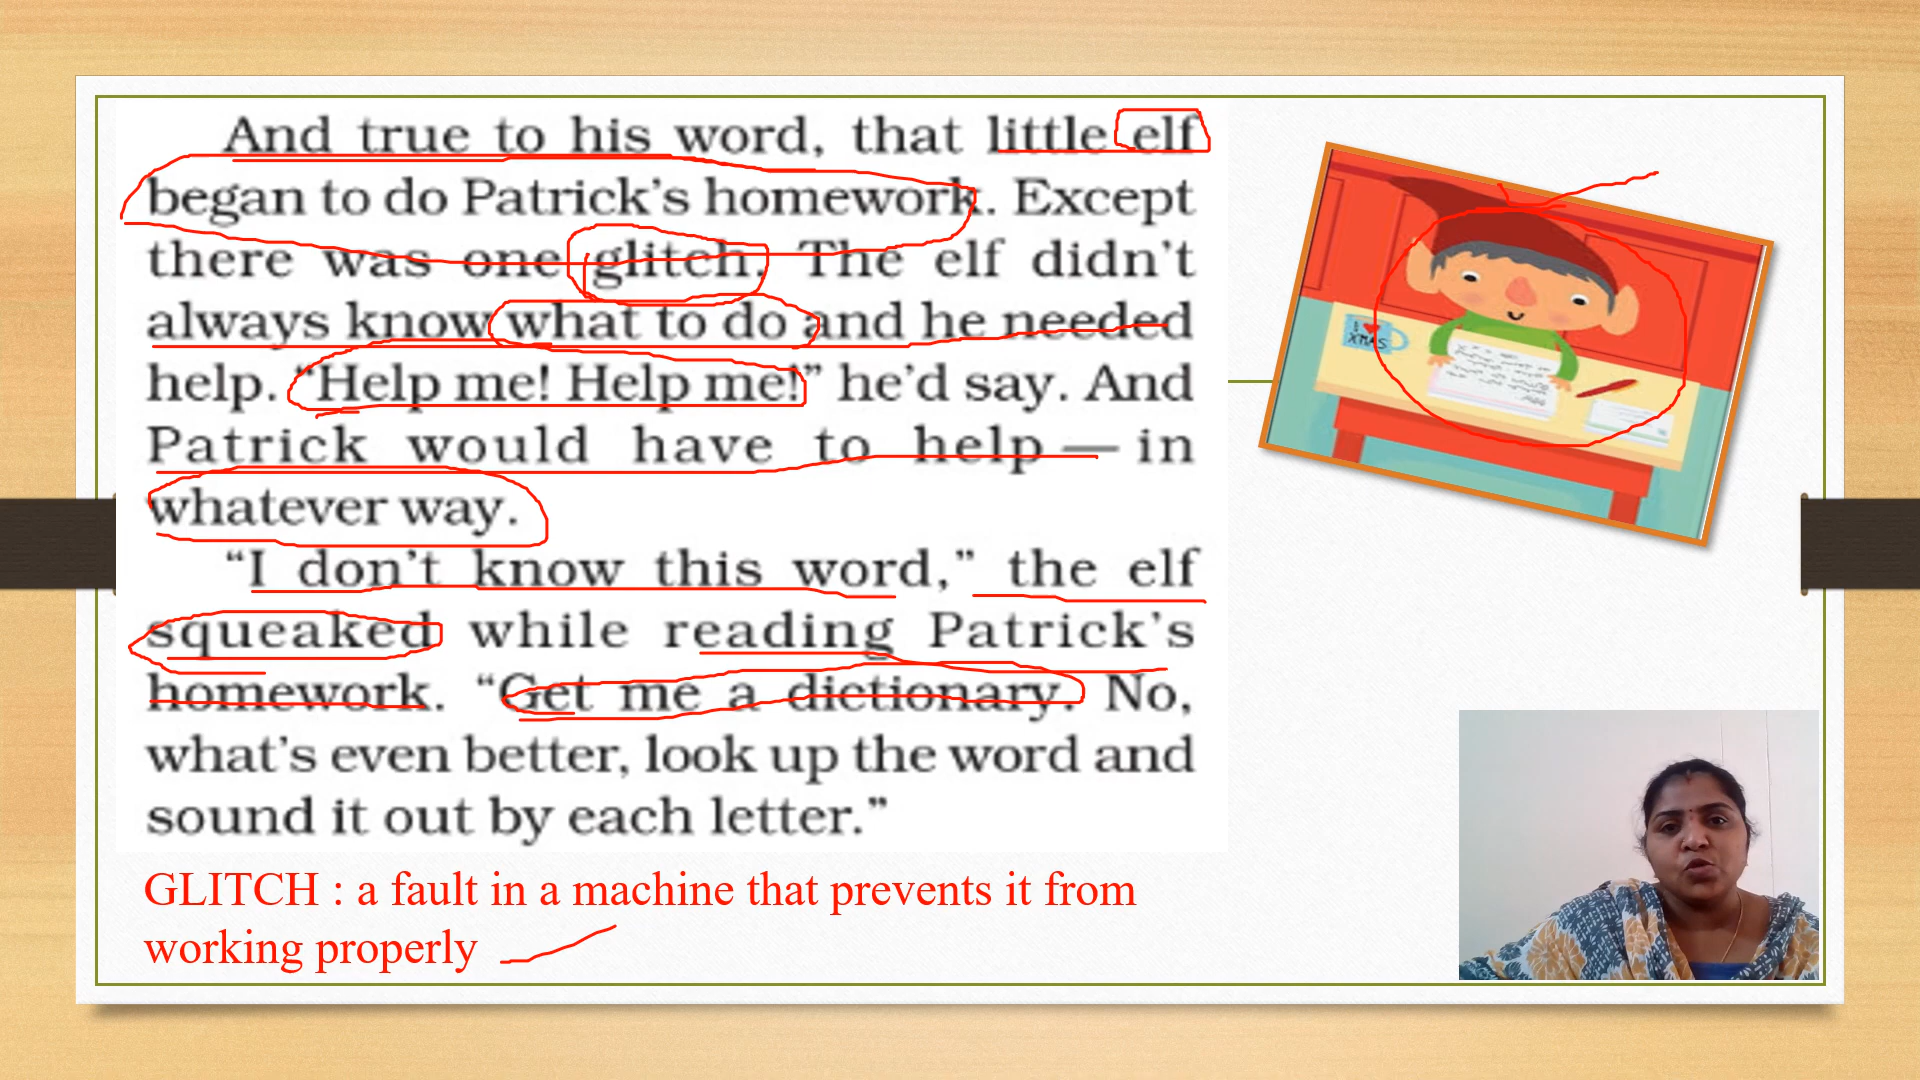 And true to his word, that little elf
began to do Patrick’s homework. Except
there was one glitch. The elf didn’t
always know what to do and he needed
help. “Help me! Help me!” he’d say. And
Patrick would have to help — in
whatever way.
“I don’t know this word,” the elf
squeaked while reading Patrick’s
homework. “Get me a dictionary. No,
what’s even better, look up the word and
sound it out by each letter.”
GLITCH : a fault in a machine that prevents it from
working properly
I ♥
XMAS